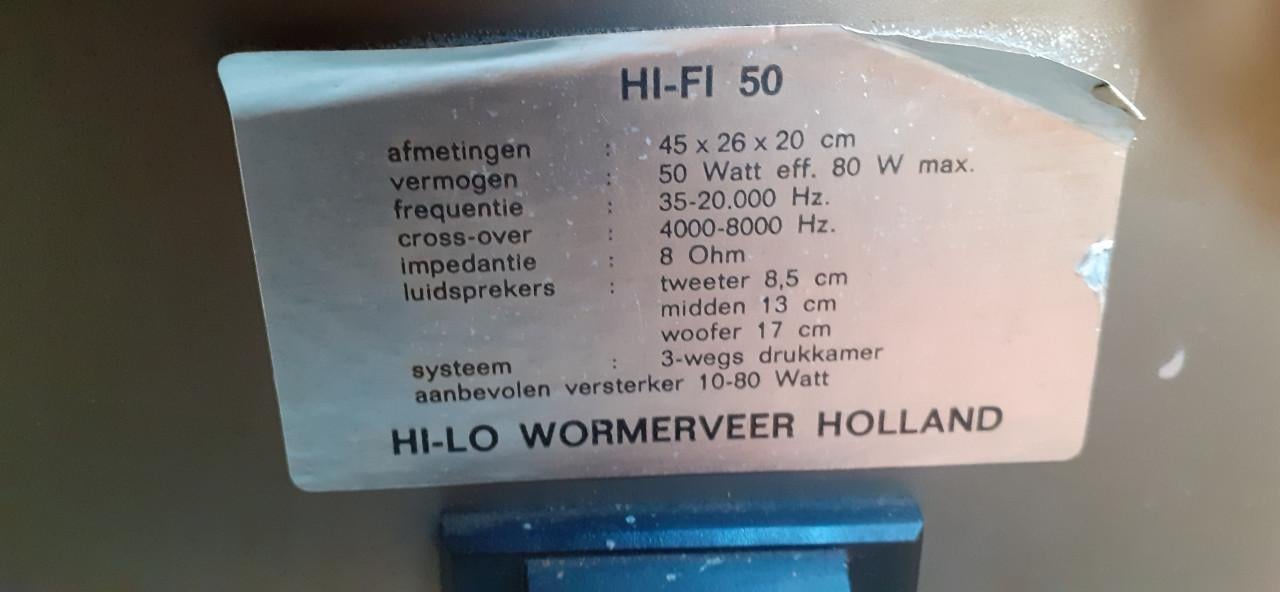 HI-FI 50
afmetingen : 45 x 26 x 20 cm
vermogen : 50 Watt eff. 80 W max.
frequentie : 35-20.000 Hz.
cross-over : 4000-8000 Hz.
impedantie : 8 Ohm
luidsprekers : tweeter 8,5 cm
midden 13 cm
woofer 17 cm
systeem : 3-wegs drukkamer
aanbevolen versterker 10-80 Watt
HI-LO WORMERVEER HOLLAND